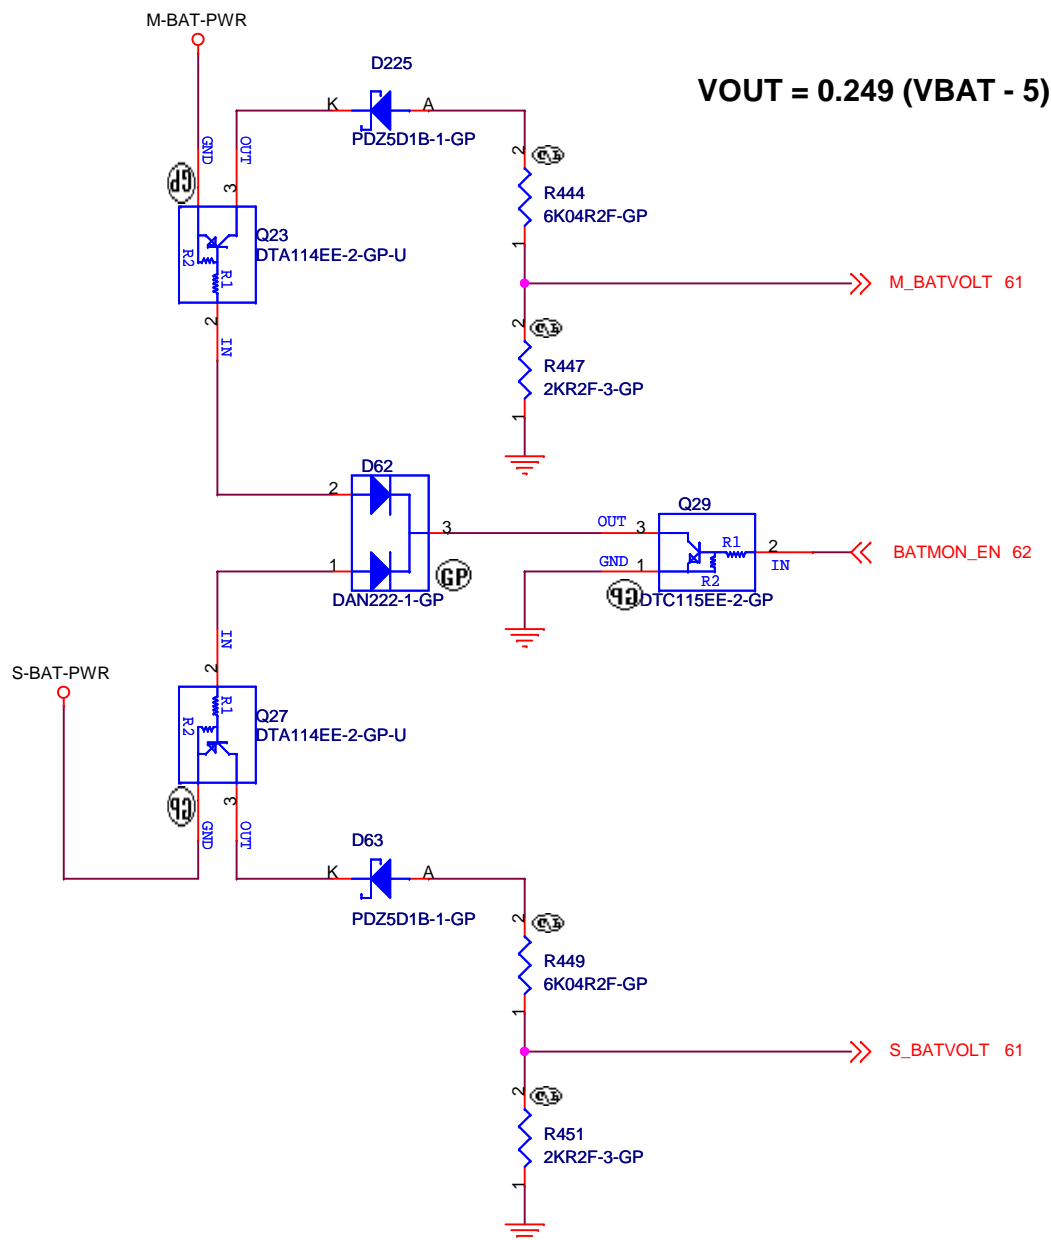 M-BAT-PWR
D225
VOUT = 0.249 (VBAT - 5)
K
A
PDZ5D1B-1-GP
GND
OUT
GP
3
2
R444
6K04R2F-GP
1
Q23
DTA114EE-2-GP-U
R2
R1
2
IN
M_BATVOLT 61
2
R447
2KR2F-3-GP
1
D62
2
3
1
DAN222-1-GP
GP
Q29
OUT
3
GND
1
R1
R2
2
IN
GP
DTC115EE-2-GP
BATMON_EN 62
S-BAT-PWR
IN
2
R1
R2
Q27
DTA114EE-2-GP-U
GP
3
GND
OUT
D63
K
A
PDZ5D1B-1-GP
2
R449
6K04R2F-GP
1
S_BATVOLT 61
2
R451
2KR2F-3-GP
1